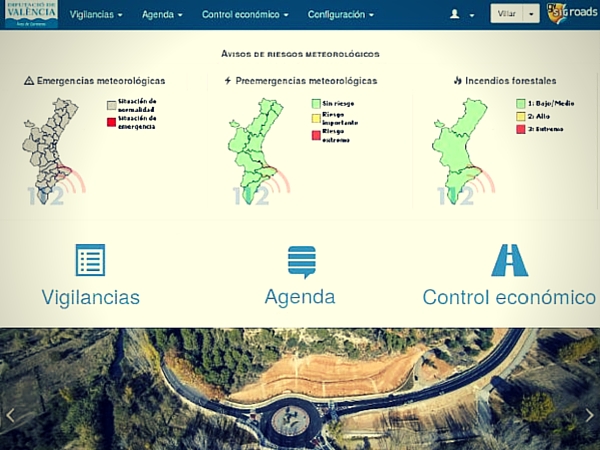 DIPUTACIÓ DE
VALÈNCIA
Àrea de Carreteres
Vigilancias
Agenda
Control económico
Configuración
Villar
gvSIG roads
Avisos de riesgos meteorológicos
Emergencias meteorológicas
Situación de
normalidad
Situación de
emergencia
112
Preemergencias meteorológicas
Sin riesgo
Riesgo
importante
Riesgo
extremo
112
Incendios forestales
1: Bajo/Medio
2: Alto
3: Extremo
112
Vigilancias
Agenda
Control económico